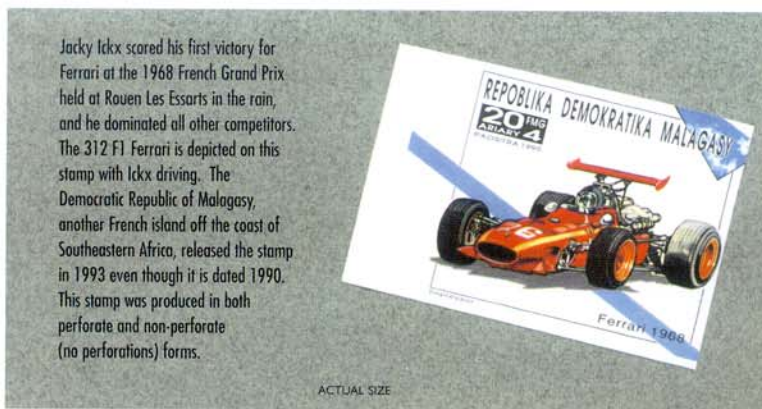 Jacky Ickx scored his first victory for
Ferrari at the 1968 French Grand Prix
held at Rouen Les Essarts in the rain,
and he dominated all other competitors.
The 312 F1 Ferrari is depicted on this
stamp with Ickx driving. The
Democratic Republic of Malagasy,
another French island off the coast of
Southeastern Africa, released the stamp
in 1993 even though it is dated 1990.
This stamp was produced in both
perforate and non-perforate
(no perforations) forms.
REPOBLIKA DEMOKRATIKA MALAGASY
20 FMG
ARIARY 4
PAOSITRA 1990
26
Ferrari 1968
ACTUAL SIZE